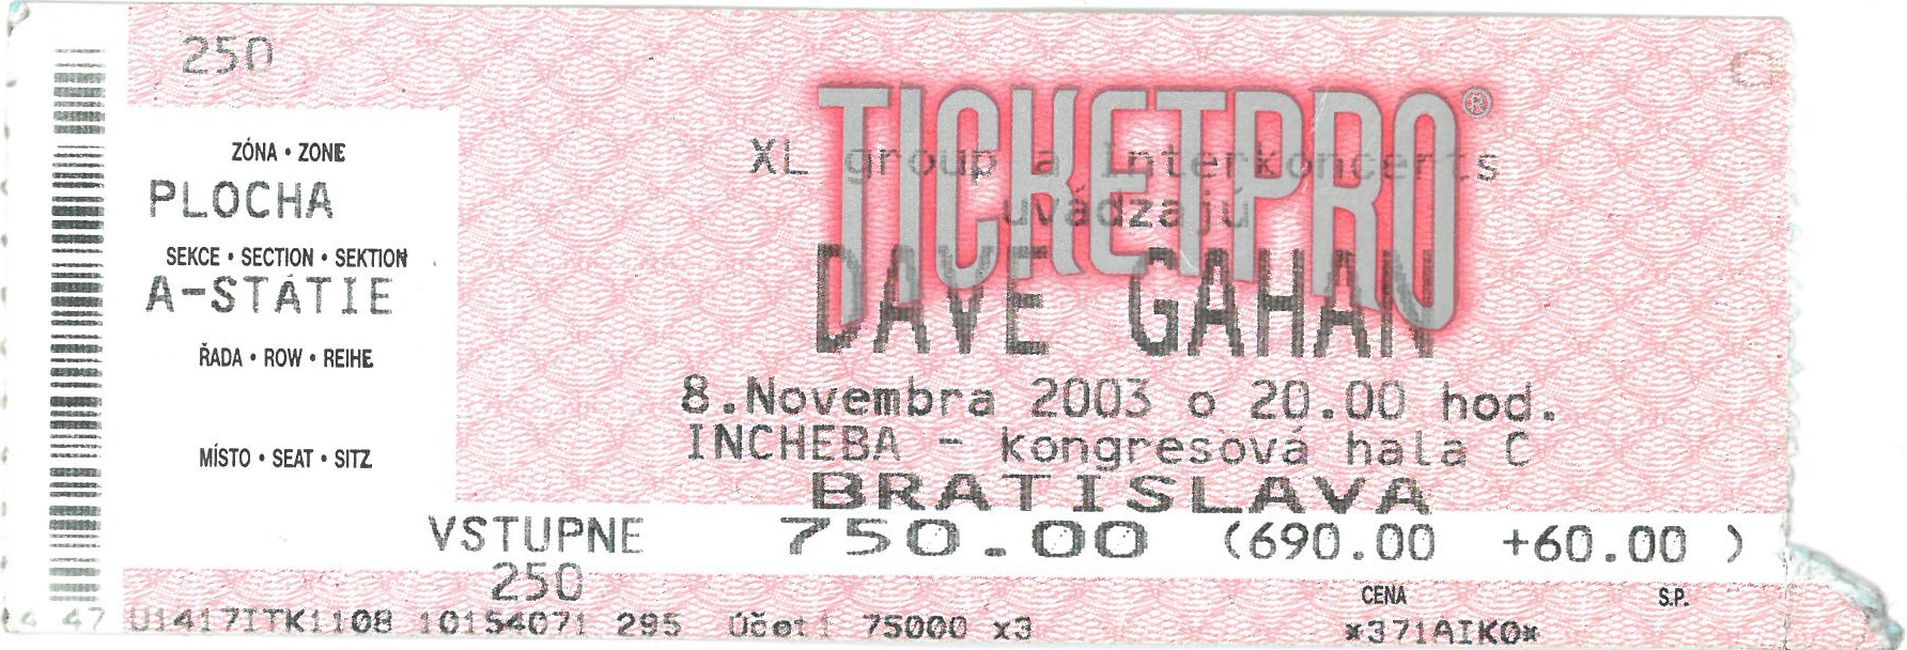 250
TICKETPRO®
ZÓNA • ZONE
PLOCHA
SEKCE • SECTION • SEKTION
A-STÁTIE
ŘADA • ROW • REIHE
MÍSTO • SEAT • SITZ
XL group a Interkoncerts
uvádzajú
DAVE GAHAN
8.Novembra 2003 o 20.00 hod.
INCHEBA - kongresová hala C
BRATISLAVA
VSTUPNE 750.00 (690.00 +60.00 )
250
CENA S.P.
47 U1417ITK1108 10154071 295 Účet: 75000 x3 *371AIK0*